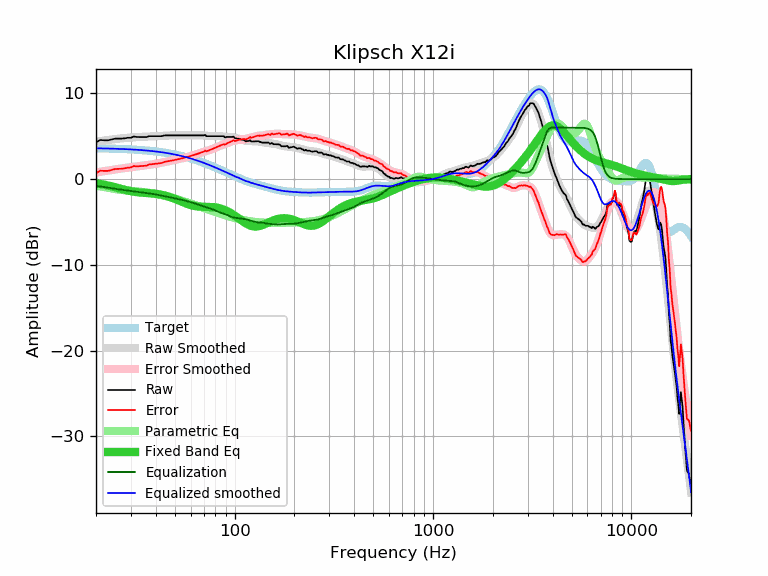 Klipsch X12i
10
0
−10
−20
−30
Amplitude (dBr)
Target
Raw Smoothed
Error Smoothed
Raw
Error
Parametric Eq
Fixed Band Eq
Equalization
Equalized smoothed
100
1000
10000
Frequency (Hz)